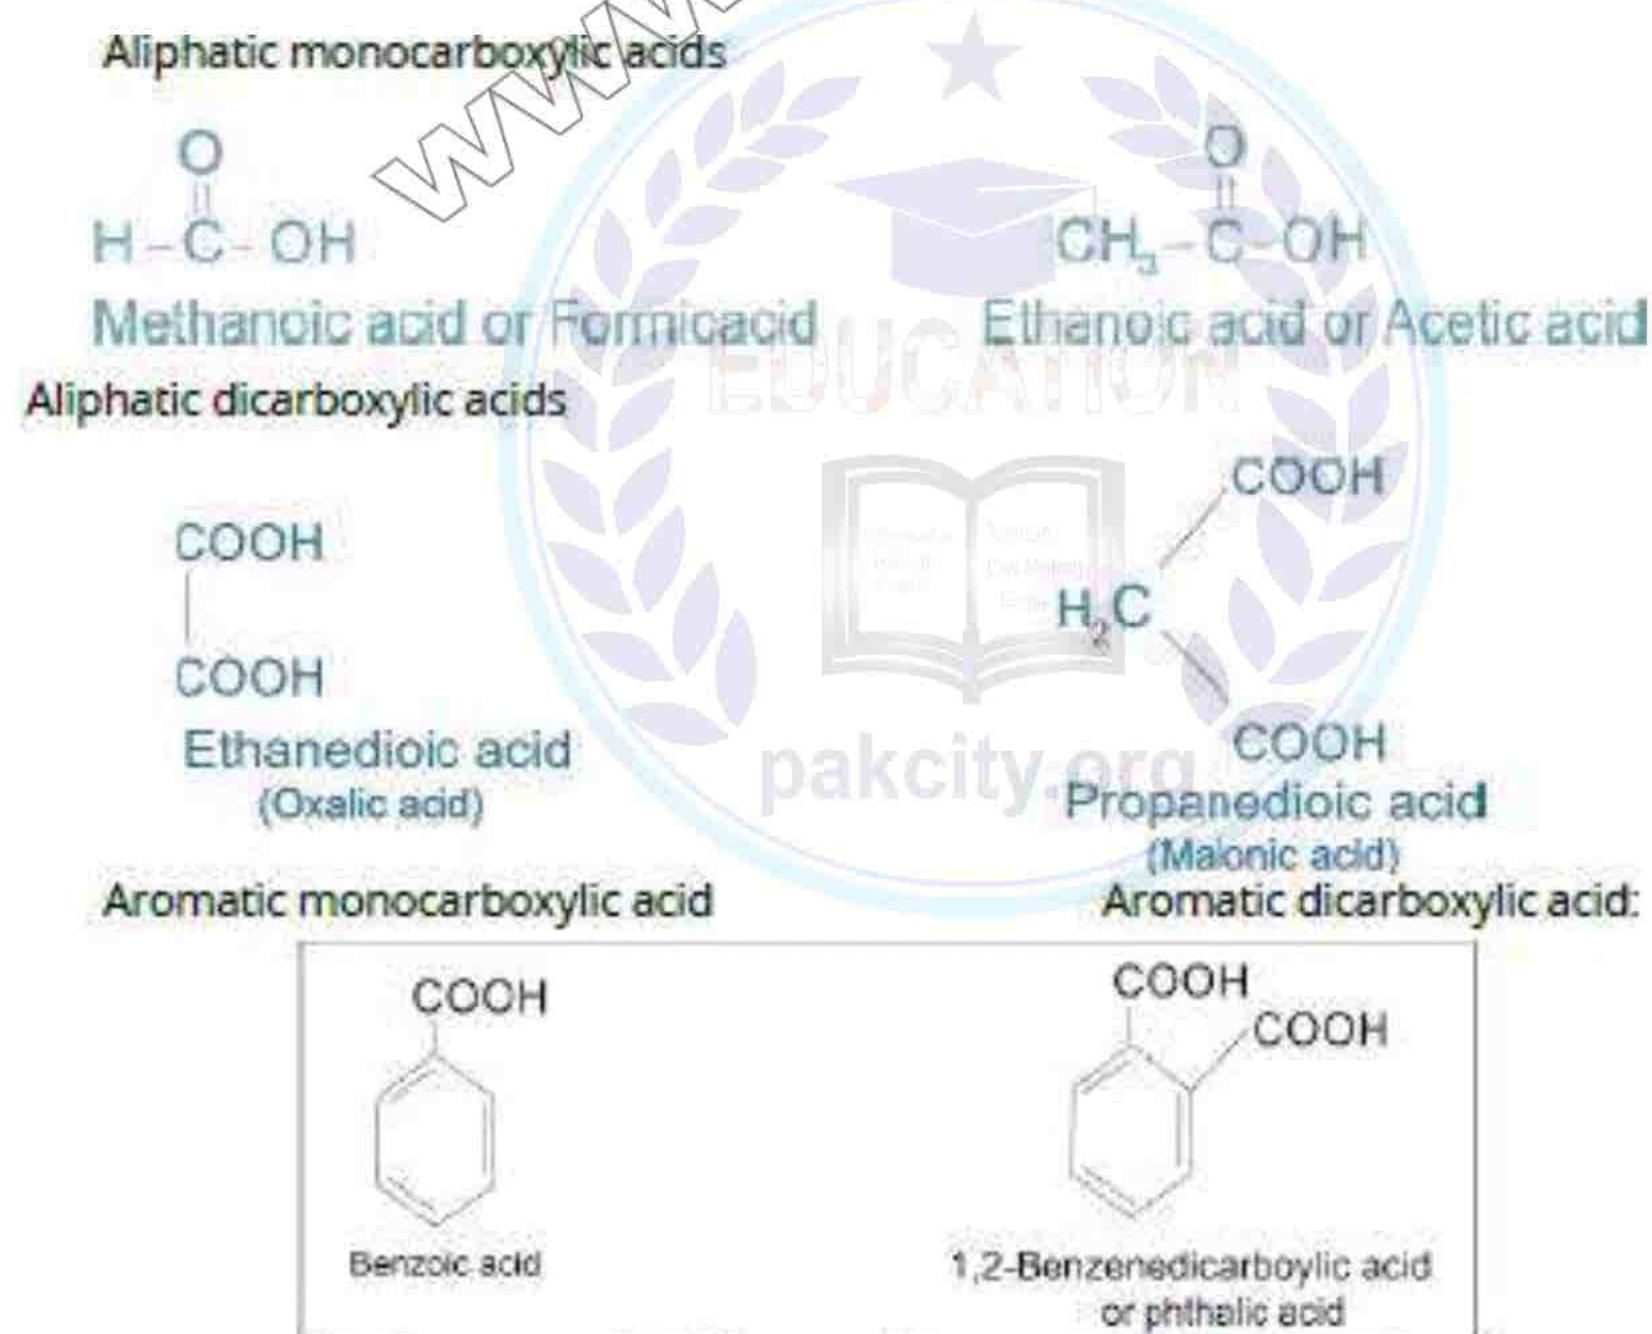 Aliphatic monocarboxylic acids
www
O
H-C-OH
Methanoic acid or Formicacid
O
CH₃-C-OH
Ethanoic acid or Acetic acid
EDUCATION
Aliphatic dicarboxylic acids
COOH
COOH
Ethanedioic acid
(Oxalic acid)
COOH
H₂C
COOH
Propanedioic acid
(Malonic acid)
pakcity.org
Aromatic monocarboxylic acid
Aromatic dicarboxylic acid:
COOH
Benzoic acid
COOH
COOH
1,2-Benzenedicarboylic acid
or phthalic acid